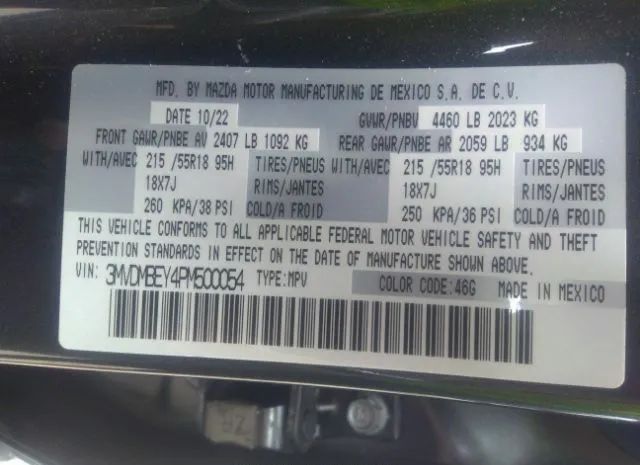 MFD. BY MAZDA MOTOR MANUFACTURING DE MEXICO S.A. DE C.V.
DATE 10/22 GVWR/PNBV 4460 LB 2023 KG
FRONT GAWR/PNBE AV 2407 LB 1092 KG REAR GAWR/PNBE AR 2059 LB 934 KG
WITH/AVEC 215 /55R18 95H TIRES/PNEUS WITH/AVEC 215 /55R18 95H TIRES/PNEUS
18X7J RIMS/JANTES 18X7J RIMS/JANTES
260 KPA/38 PSI COLD/A FROID 250 KPA/36 PSI COLD/A FROID
THIS VEHICLE CONFORMS TO ALL APPLICABLE FEDERAL MOTOR VEHICLE SAFETY AND THEFT
PREVENTION STANDARDS IN EFFECT ON THE DATE OF MANUFACTURE SHOWN ABOVE.
VIN: 3MVDMBEY4PM500054 TYPE:MPV COLOR CODE:46G MADE IN MEXICO